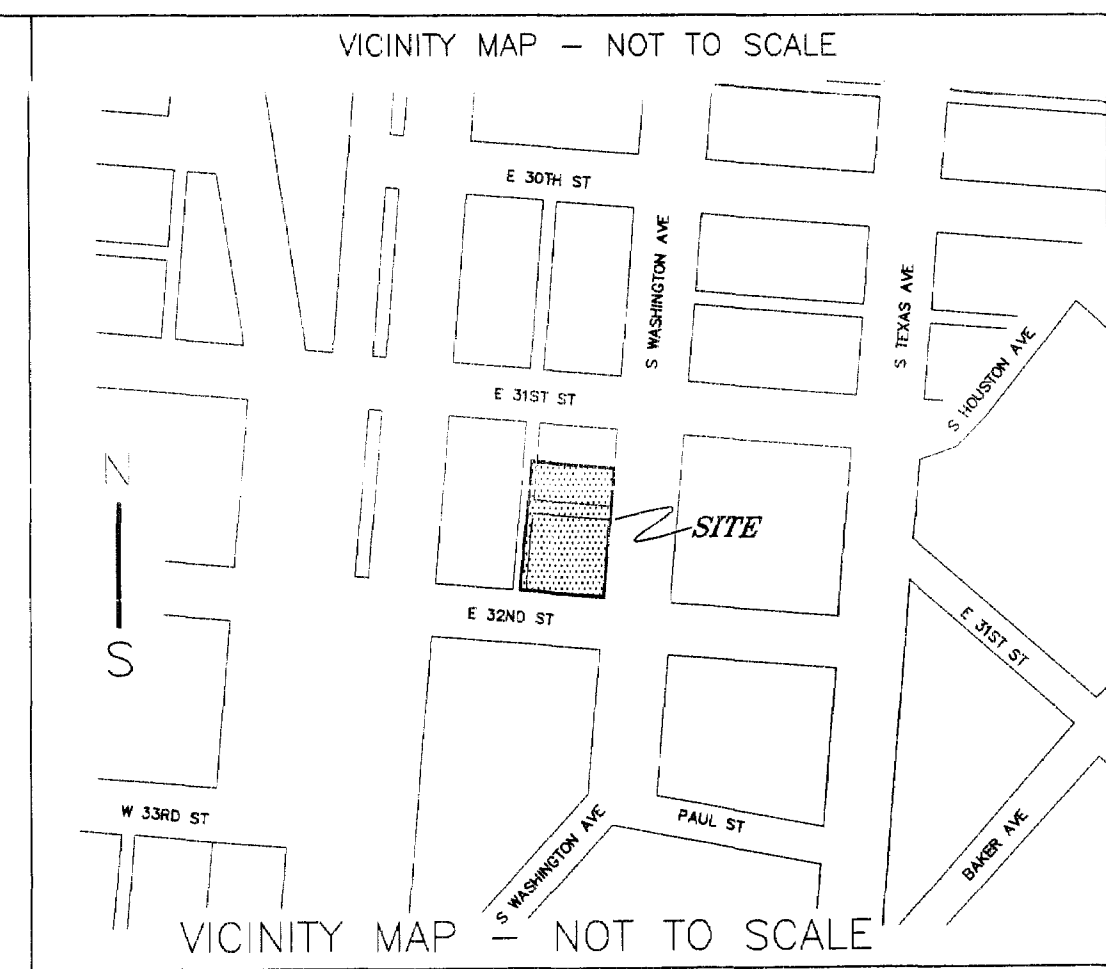 VICINITY MAP – NOT TO SCALE
E 30TH ST
S WASHINGTON AVE
S TEXAS AVE
S HOUSTON AVE
E 31ST ST
N
SITE
E 32ND ST
E 31ST ST
S
W 33RD ST
PAUL ST
S WASHINGTON AVE
BAKER AVE
VICINITY MAP – NOT TO SCALE